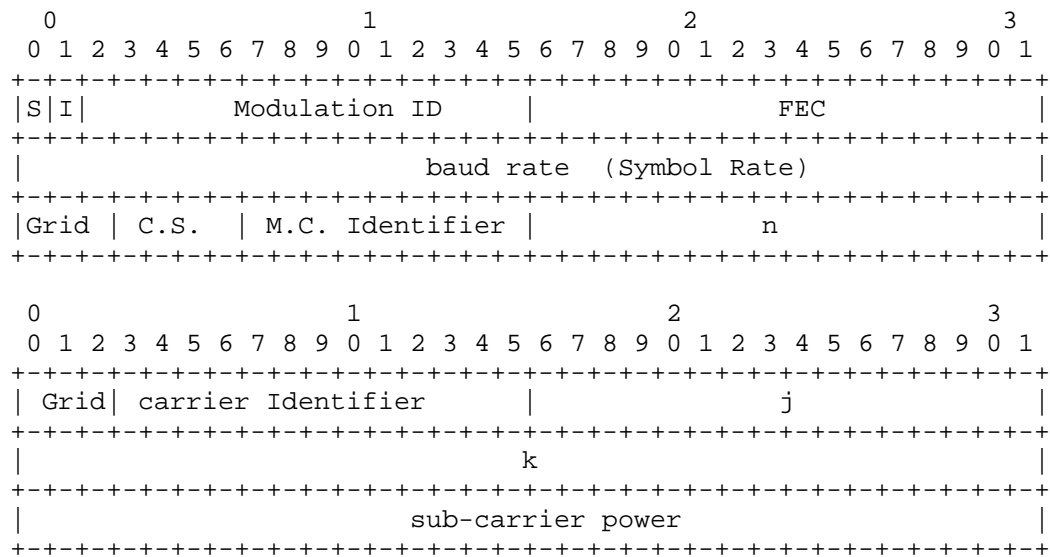 0                   1                   2                   3
 0 1 2 3 4 5 6 7 8 9 0 1 2 3 4 5 6 7 8 9 0 1 2 3 4 5 6 7 8 9 0 1
+-+-+-+-+-+-+-+-+-+-+-+-+-+-+-+-+-+-+-+-+-+-+-+-+-+-+-+-+-+-+-+-+
|S|I|         Modulation ID     |               FEC             |
+-+-+-+-+-+-+-+-+-+-+-+-+-+-+-+-+-+-+-+-+-+-+-+-+-+-+-+-+-+-+-+-+
|                         baud rate  (Symbol Rate)              |
+-+-+-+-+-+-+-+-+-+-+-+-+-+-+-+-+-+-+-+-+-+-+-+-+-+-+-+-+-+-+-+-+
|Grid | C.S.  | M.C. Identifier |              n                |
+-+-+-+-+-+-+-+-+-+-+-+-+-+-+-+-+-+-+-+-+-+-+-+-+-+-+-+-+-+-+-+-+
 0                   1                   2                   3
 0 1 2 3 4 5 6 7 8 9 0 1 2 3 4 5 6 7 8 9 0 1 2 3 4 5 6 7 8 9 0 1
+-+-+-+-+-+-+-+-+-+-+-+-+-+-+-+-+-+-+-+-+-+-+-+-+-+-+-+-+-+-+-+-+
| Grid| carrier Identifier      |               j               |
+-+-+-+-+-+-+-+-+-+-+-+-+-+-+-+-+-+-+-+-+-+-+-+-+-+-+-+-+-+-+-+-+
|                               k                               |
+-+-+-+-+-+-+-+-+-+-+-+-+-+-+-+-+-+-+-+-+-+-+-+-+-+-+-+-+-+-+-+-+
|                        sub-carrier power                      |
+-+-+-+-+-+-+-+-+-+-+-+-+-+-+-+-+-+-+-+-+-+-+-+-+-+-+-+-+-+-+-+-+